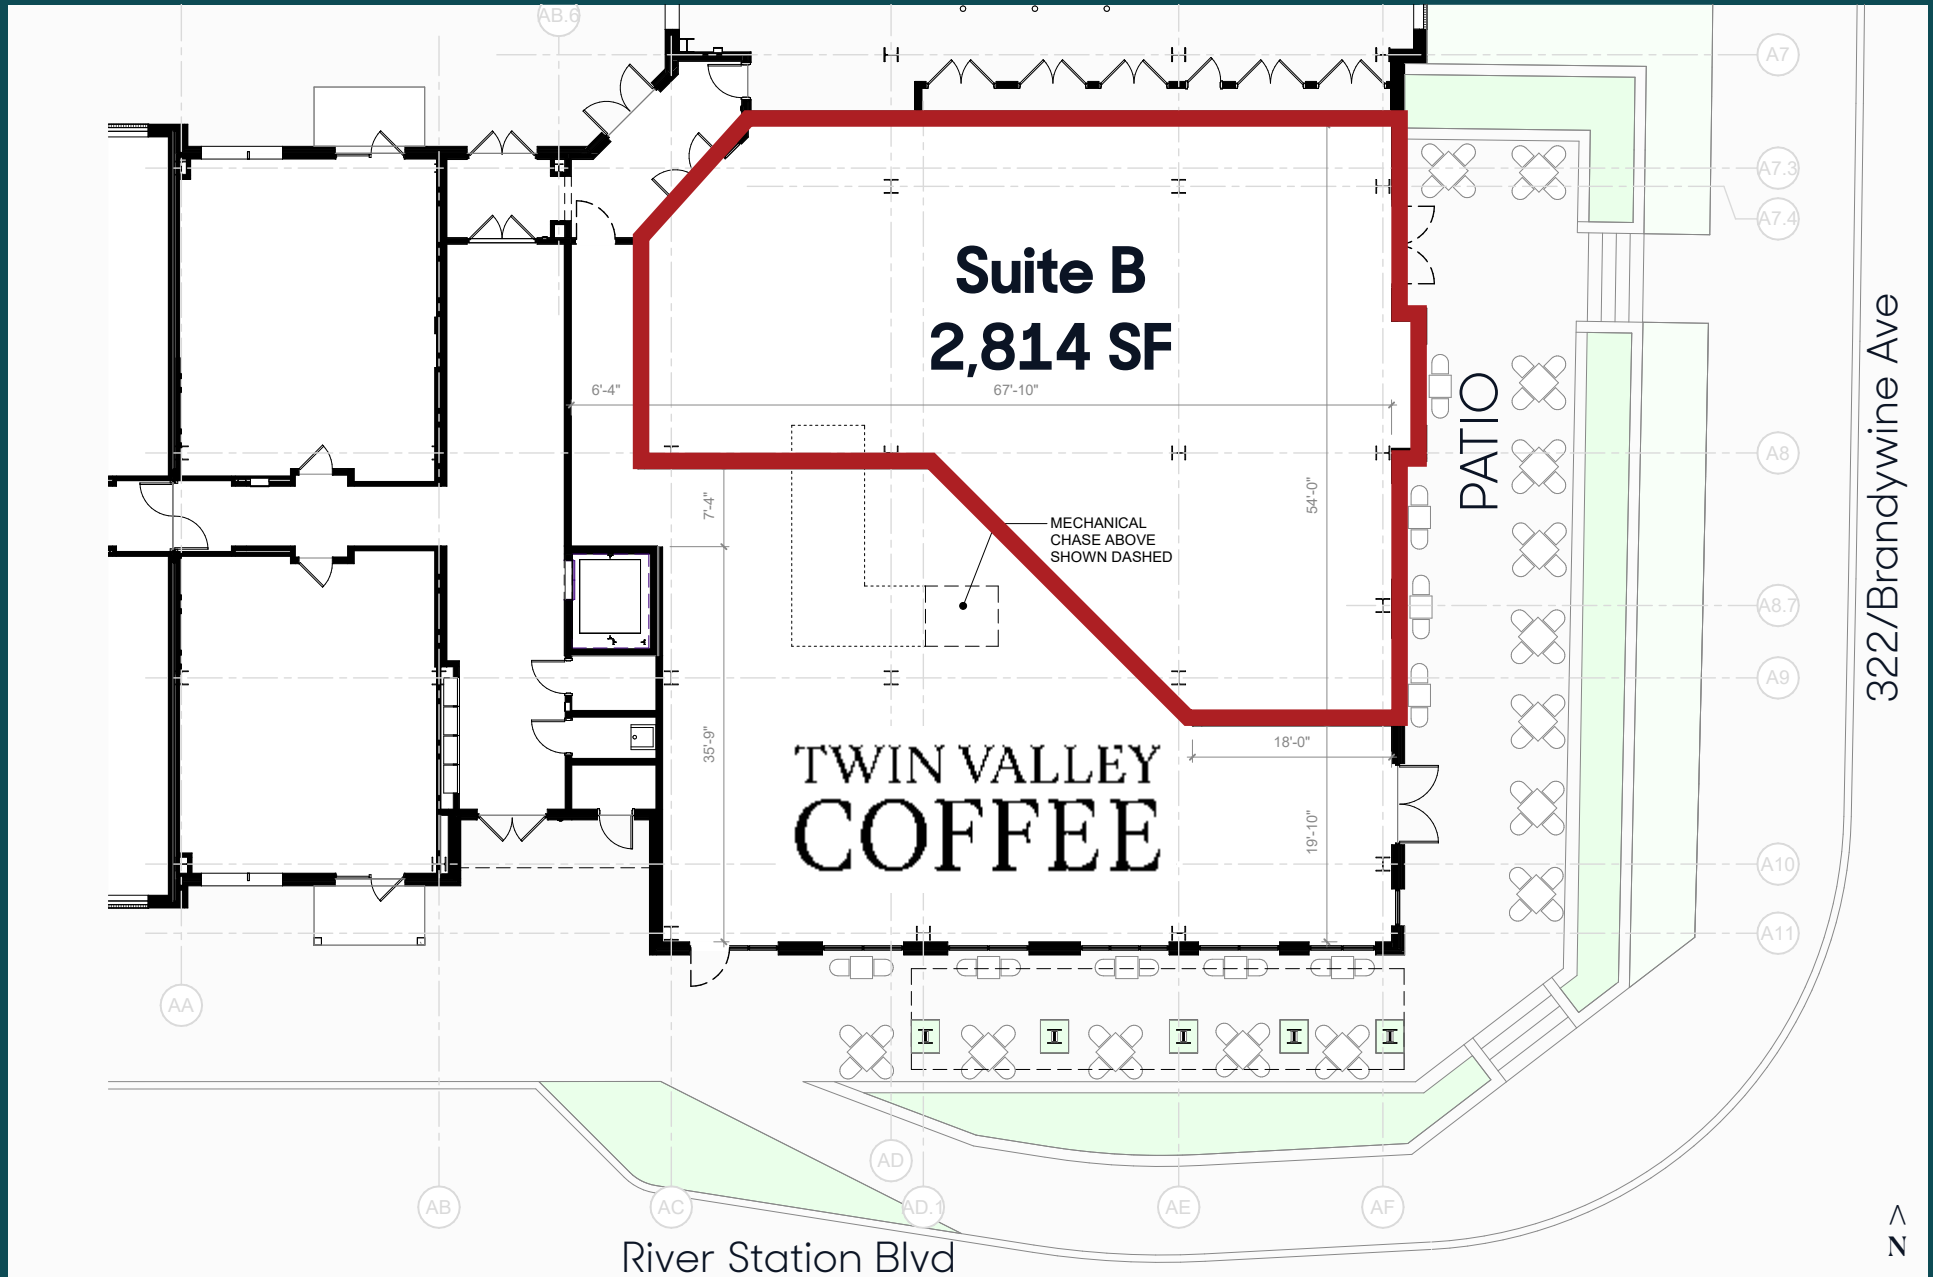 AB.6
A7
A7.3
A7.4
Suite B
2,814 SF
6'-4"
67'-10"
PATIO
322/Brandywine Ave
A8
7'-4"
54'-0"
MECHANICAL
CHASE ABOVE
SHOWN DASHED
A8.7
A9
35'-9"
18'-0"
TWIN VALLEY
COFFEE
19'-10"
A10
A11
AA
AD
AB
AC
AD.1
AE
AF
River Station Blvd
N